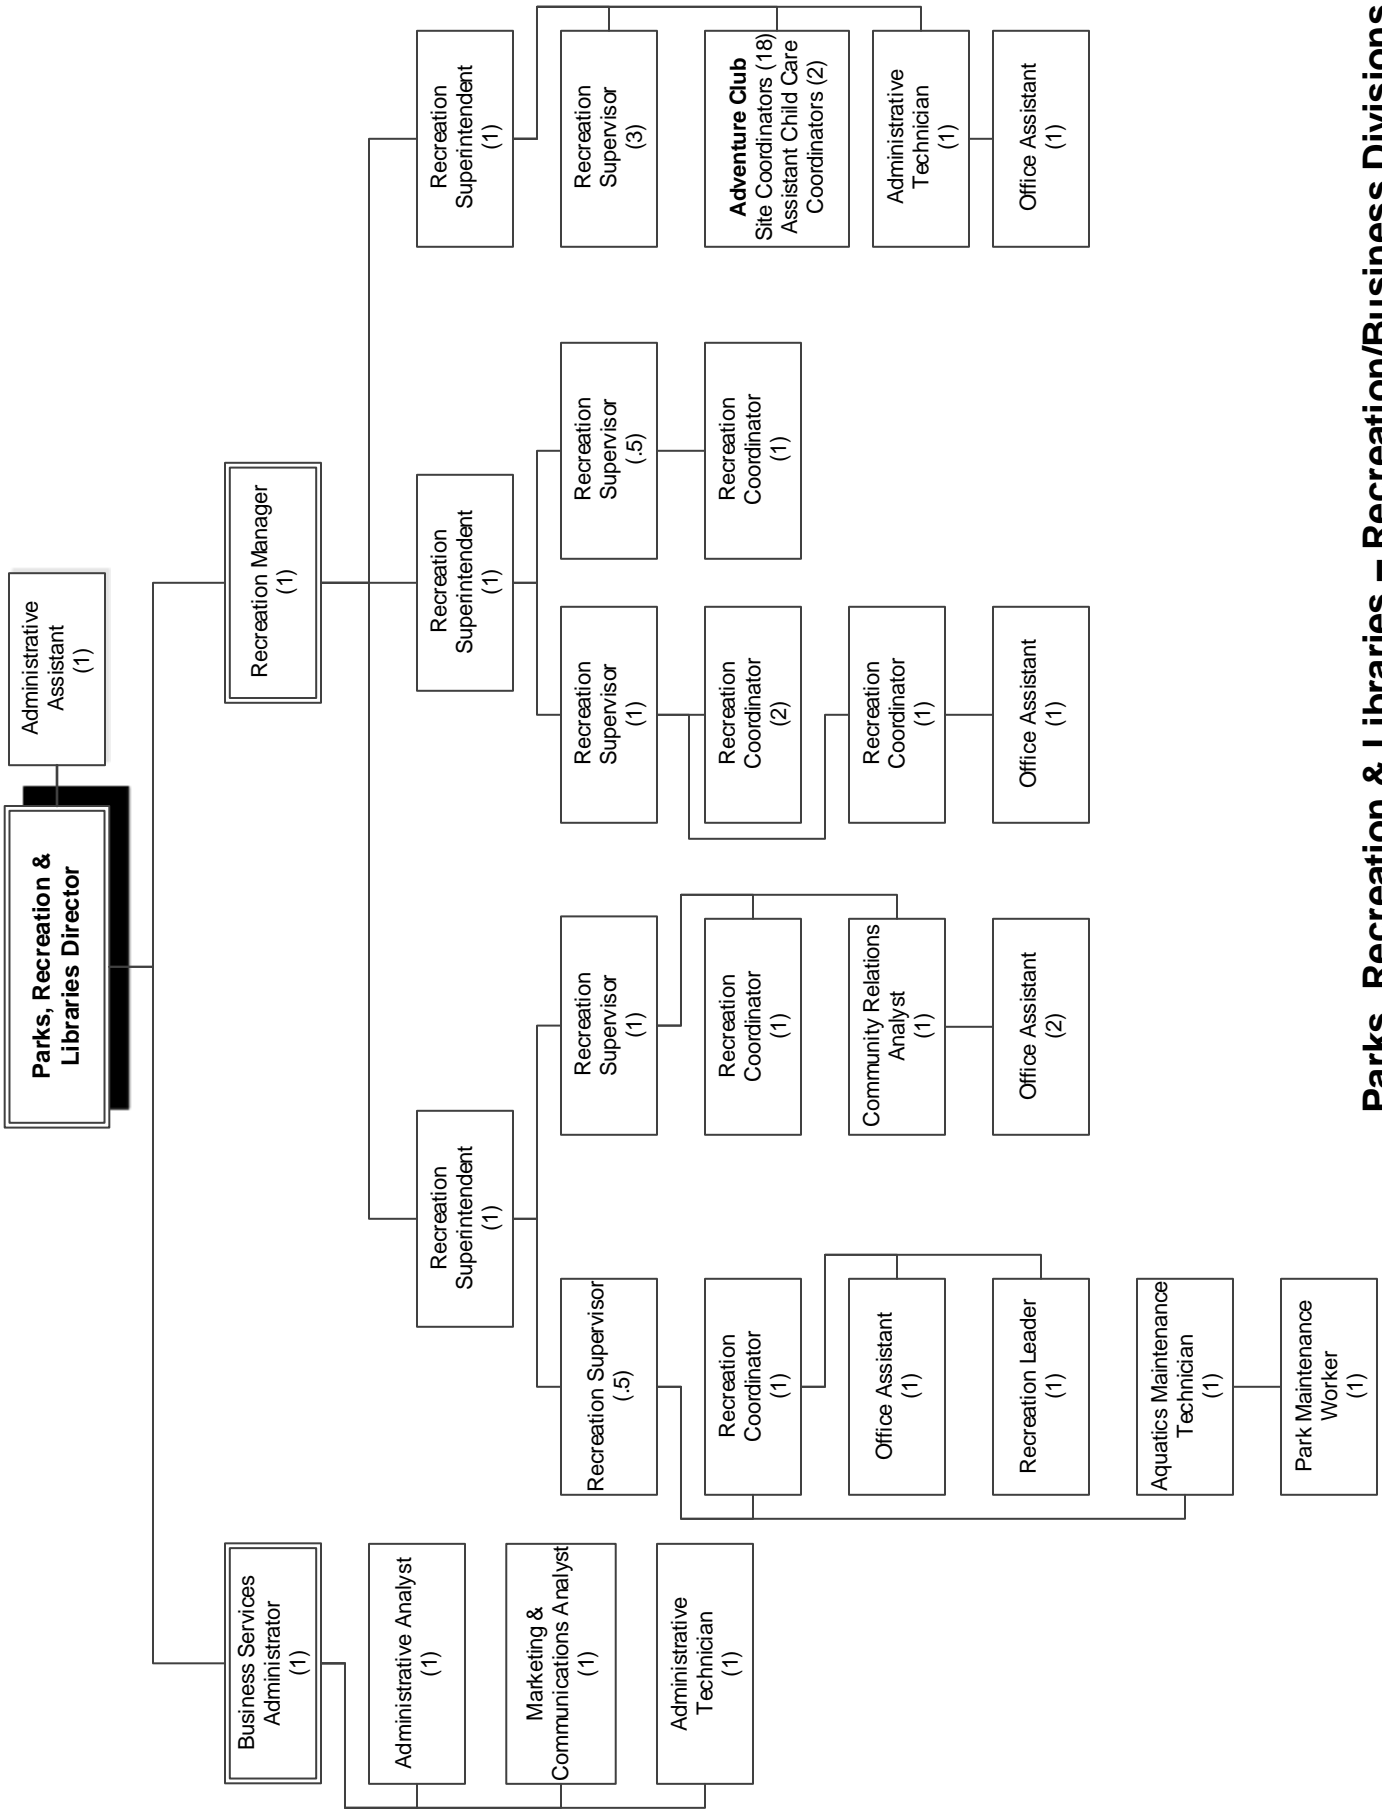 Parks, Recreation &
Libraries Director
Administrative
Assistant
(1)
Business Services
Administrator
(1)
Administrative Analyst
(1)
Marketing &
Communications Analyst
(1)
Administrative
Technician
(1)
Recreation Manager
(1)
Recreation
Superintendent
(1)
Recreation Supervisor
(.5)
Recreation
Coordinator
(1)
Office Assistant
(1)
Recreation Leader
(1)
Aquatics Maintenance
Technician
(1)
Park Maintenance
Worker
(1)
Recreation
Supervisor
(1)
Recreation
Coordinator
(1)
Community Relations
Analyst
(1)
Office Assistant
(2)
Recreation
Superintendent
(1)
Recreation
Supervisor
(1)
Recreation
Coordinator
(2)
Recreation
Coordinator
(1)
Office Assistant
(1)
Recreation
Supervisor
(.5)
Recreation
Coordinator
(1)
Recreation
Superintendent
(1)
Recreation
Supervisor
(3)
Adventure Club
Site Coordinators (18)
Assistant Child Care
Coordinators (2)
Administrative
Technician
(1)
Office Assistant
(1)
Parks, Recreation & Libraries – Recreation/Business Divisions